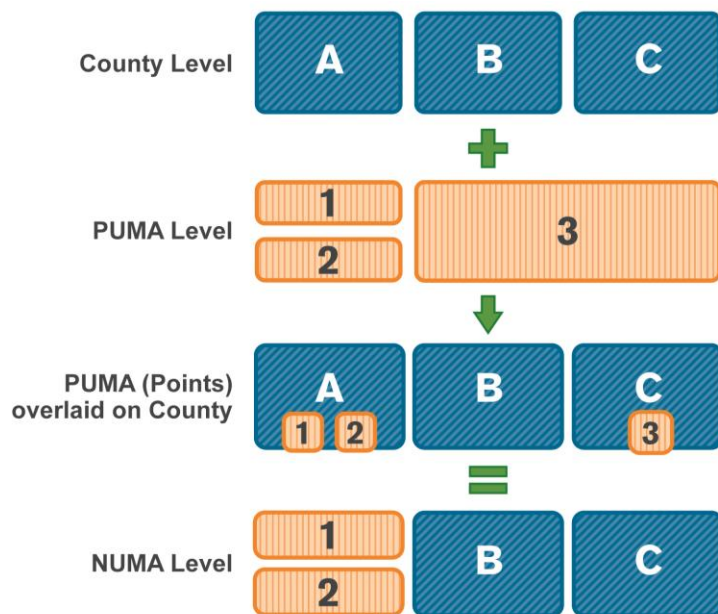 County Level
A
B
C
PUMA Level
1
2
3
PUMA (Points)
overlaid on County
A
B
C
1
2
3
NUMA Level
1
2
B
C